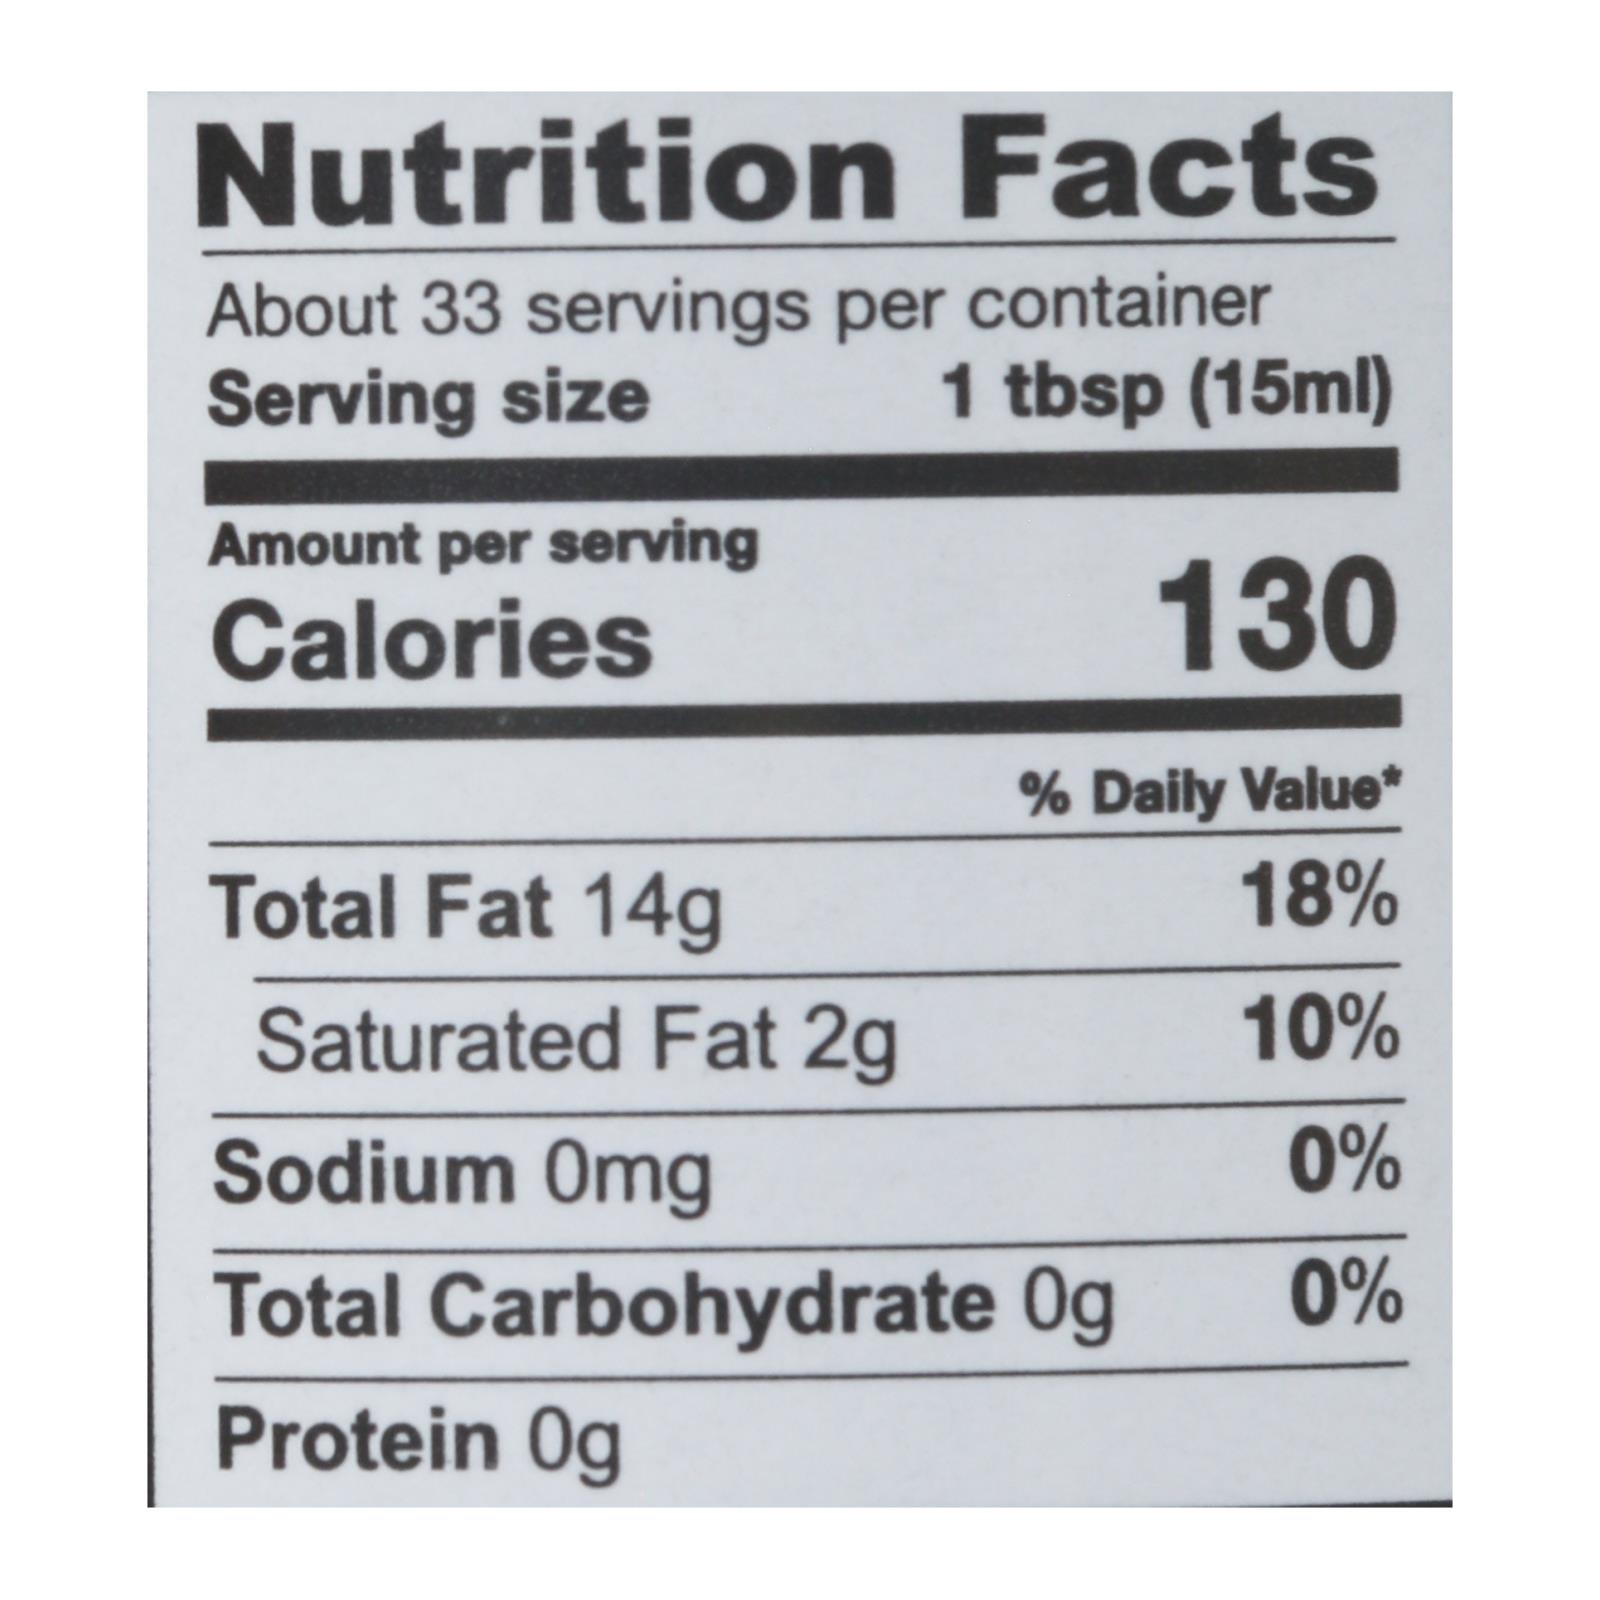 Nutrition Facts
About 33 servings per container
Serving size 1 tbsp (15ml)
Amount per serving
Calories 130
% Daily Value*
Total Fat 14g 18%
Saturated Fat 2g 10%
Sodium 0mg 0%
Total Carbohydrate 0g 0%
Protein 0g